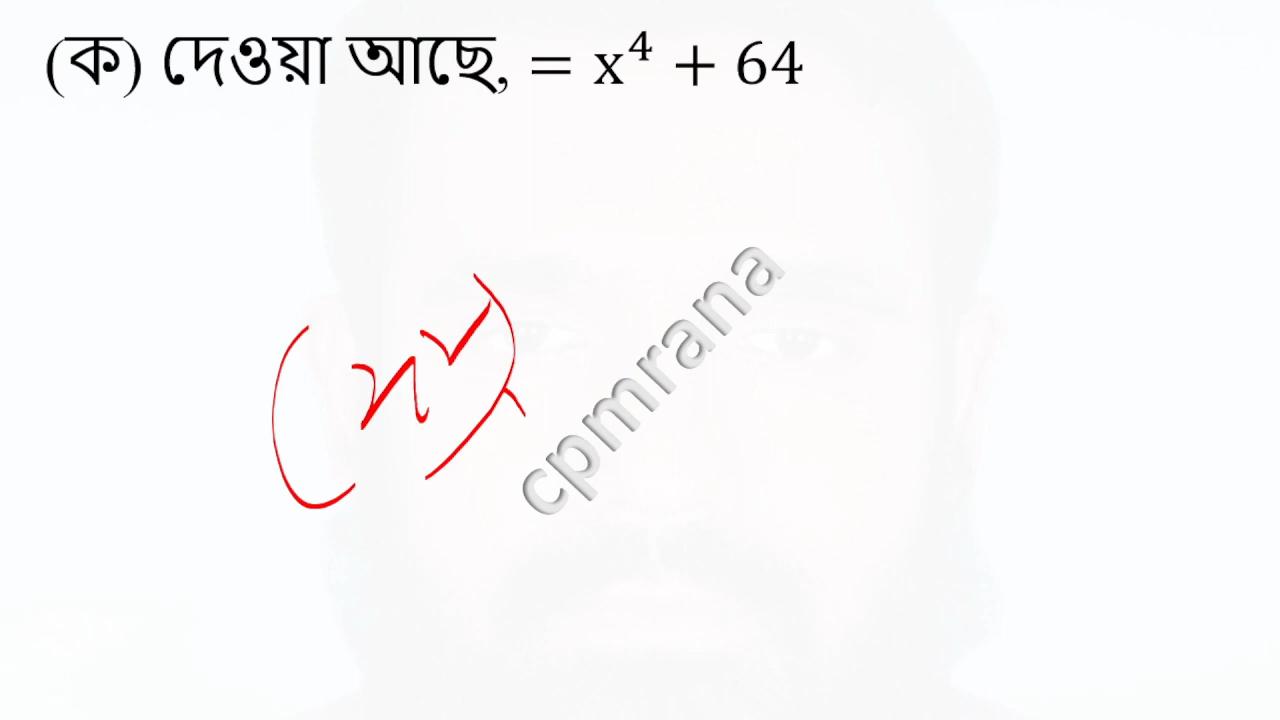 (ক) দেওয়া আছে, = x⁴ + 64
cpmrana